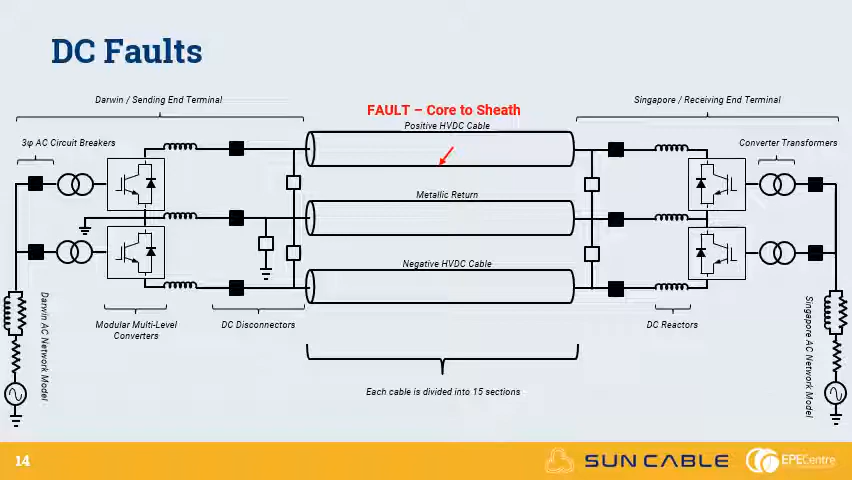 DC Faults
Darwin / Sending End Terminal
FAULT – Core to Sheath
Singapore / Receiving End Terminal
Positive HVDC Cable
3φ AC Circuit Breakers
Converter Transformers
Metallic Return
Negative HVDC Cable
Darwin AC Network Model
Modular Multi-Level
Converters
DC Disconnectors
DC Reactors
Singapore AC Network Model
Each cable is divided into 15 sections
14
SUN CABLE
EPECentre